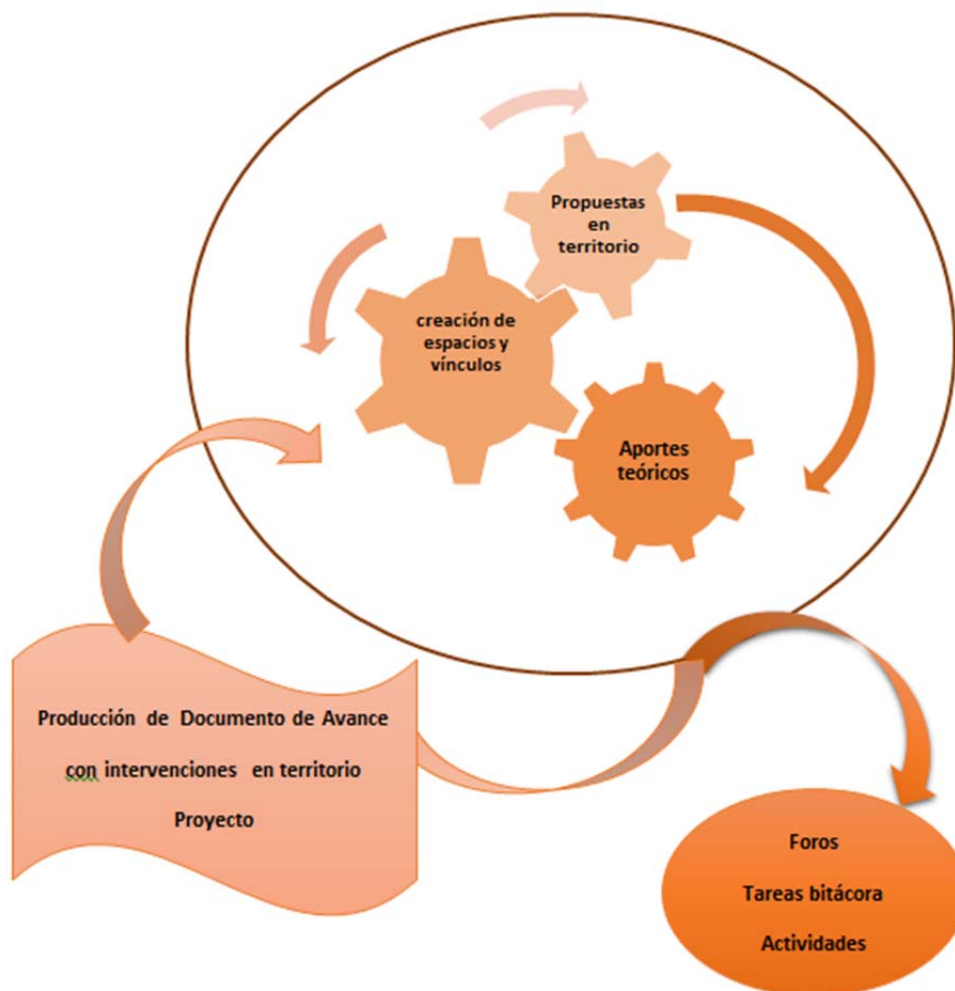 Propuestas
en
territorio
creación de
espacios y
vínculos
Aportes
teóricos
Producción de Documento de Avance
con intervenciones en territorio
Proyecto
Foros
Tareas bitácora
Actividades